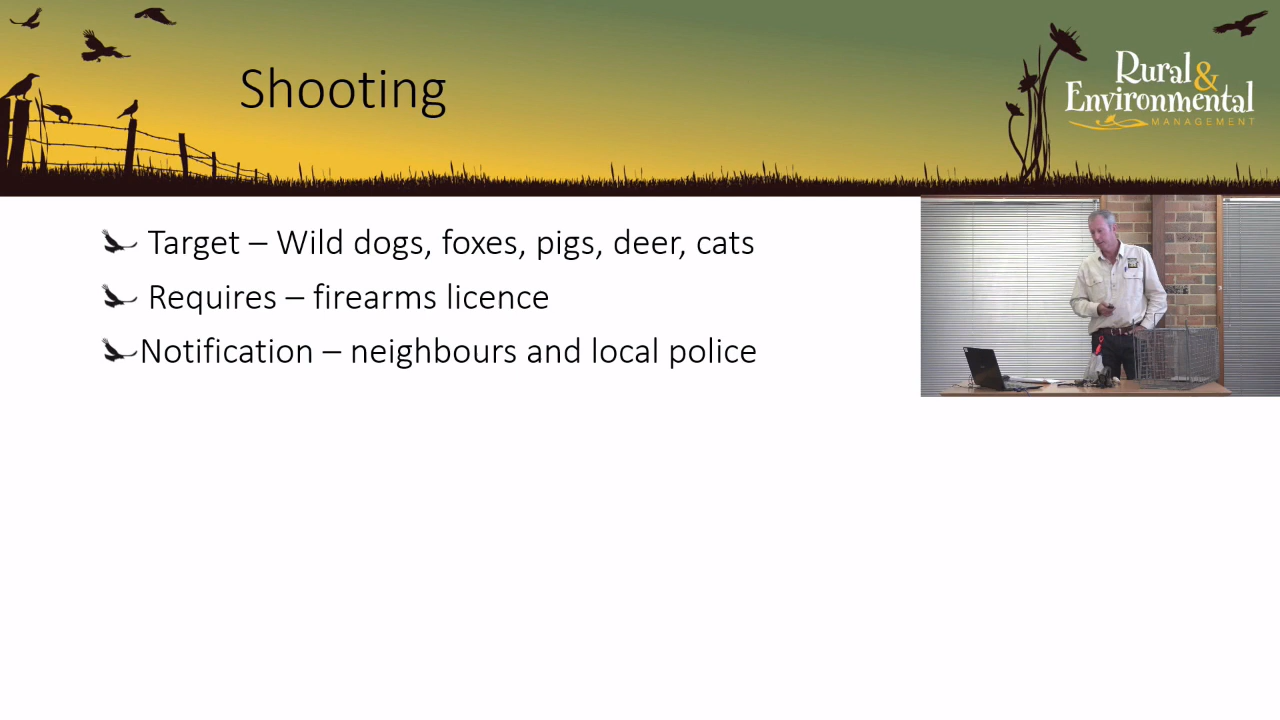 Shooting
Rural &
Environmental
MANAGEMENT
Target – Wild dogs, foxes, pigs, deer, cats
Requires – firearms licence
Notification – neighbours and local police